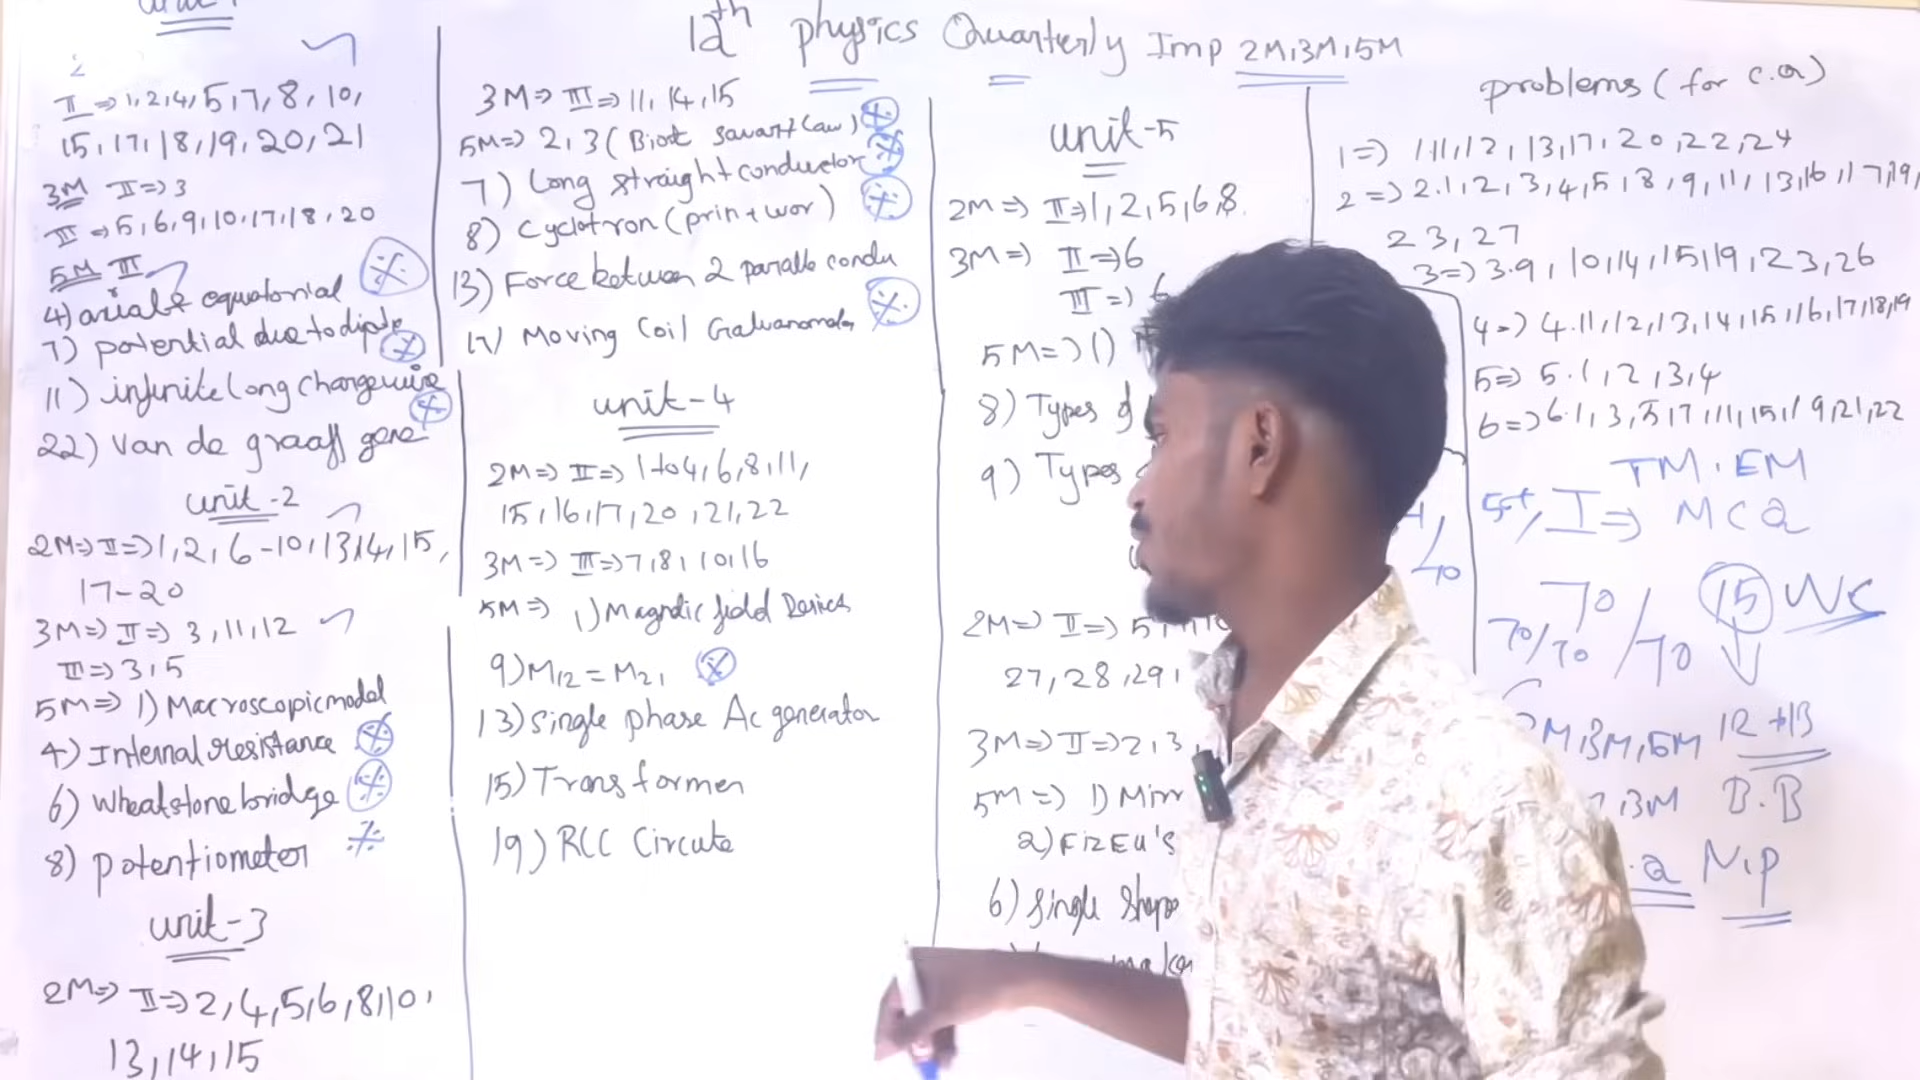 12th physics Quarterly Imp 2M,3M,5M
II => 1,2,4,5,7,8,10,
15,17,18,19,20,21
3M II => 3
III => 5,6,9,10,17,18,20
5M III
4) axial & equatorial
7) potential due to dipole
11) infinite long charge wire
22) Van de graaff gene
unit-2
2M => II => 1,2,6-10,13,14,15,
17-20
3M => II => 3,11,12
III => 3,5
5M => 1) Macroscopic model
4) Internal resistance
6) Wheatstone bridge
8) potentiometer
unit-3
2M => II => 2,4,5,6,8,10,
13,14,15
3M => III => 11,14,15
5M => 2,3 (Biot savart law)
7) Long straight conductor
8) Cyclotron (prin + wor)
13) Force between 2 paralle condu
17) Moving Coil Galvanometer
unit-4
2M => II => 1 to 4,6,8,11,
15,16,17,20,21,22
3M => III => 7,8,10,16
5M => 1) Magnetic field
9) M12 = M21
13) single phase Ac generator
15) Transformer
19) RLC Circute
unit-5
2M => II => 1,2,5,6,8
3M => II => 6
III =>
5M => 1)
8) Types of
9) Types
2M => II => 5,
27,28,29,
3M => II => 2,3
5M => 1) Mirr
2) FIZEU's
6) Single
problems (for c.Q)
1 => 1.11,12,13,17,20,22,24
2 => 2.1,2,3,4,5,8,9,11,13,16,17,19,
23,27
3 => 3.9,10,14,15,19,23,26
4 => 4.11,12,13,14,15,16,17,18,19
5 => 5.1,2,3,4
6 => 6.1,3,5,7,11,15,19,21,22
TM. EM
I => MCQ
70/70
70/70
15 WS
M,3M,5M 12+13
3M B.B
.Q N.P